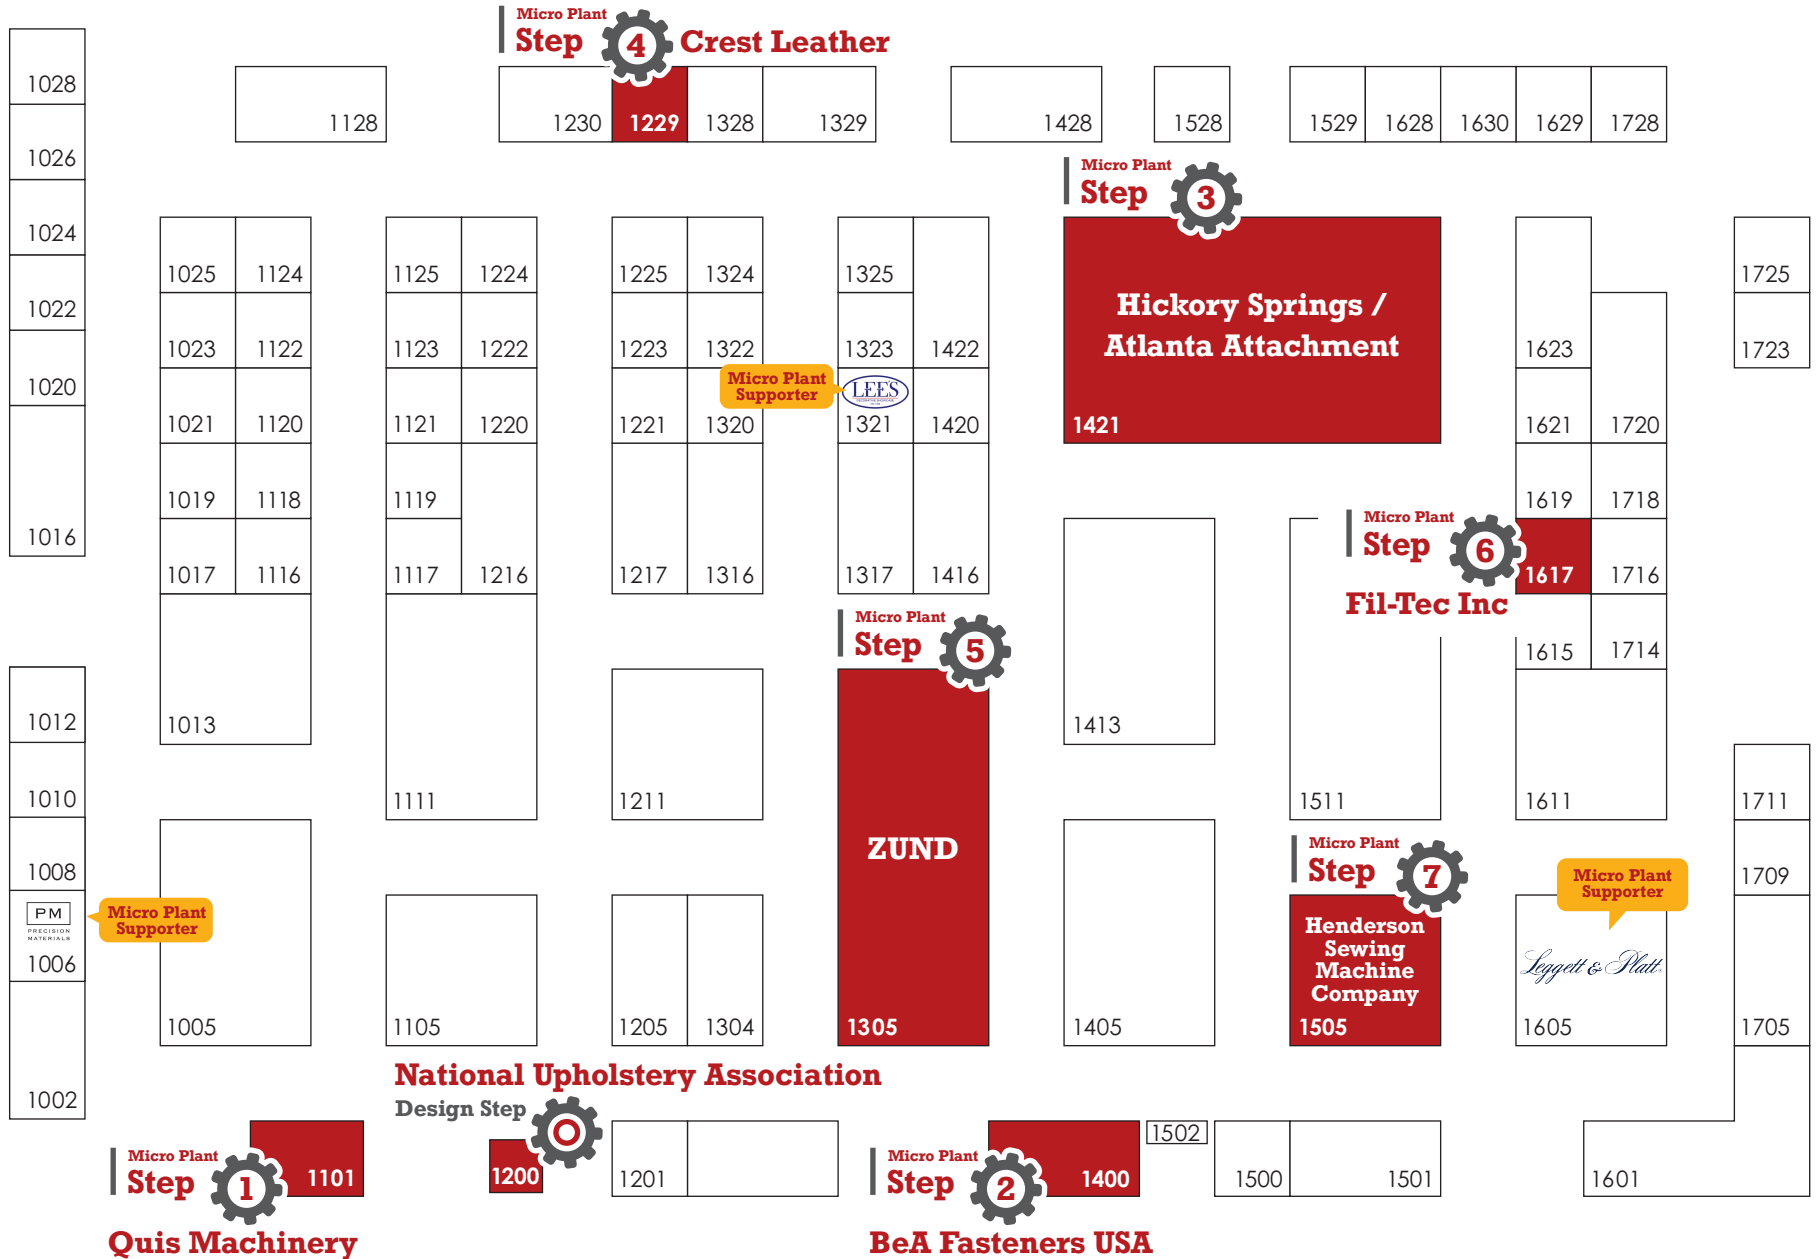 Micro Plant
Step 4 Crest Leather
1028
1128
1230
1229
1328
1329
1428
1528
1529
1628
1630
1629
1728
1026
Micro Plant
Step 3
1024
1025
1124
1125
1224
1225
1324
1325
1725
1022
Hickory Springs /
Atlanta Attachment
1421
1023
1122
1123
1222
1223
1322
1323
1422
1623
1723
1020
Micro Plant
Supporter
LEE'S
1021
1120
1121
1220
1221
1320
1321
1420
1621
1720
1019
1118
1119
1619
1718
1016
Micro Plant
Step 6
Fil-Tec Inc
1017
1116
1117
1216
1217
1316
1317
1416
1617
1716
Micro Plant
Step 5
1615
1714
1012
1013
1413
1010
1111
1211
1511
1611
1711
ZUND
1305
1008
Micro Plant
Step 7
Micro Plant
Supporter
1709
PM
PRECISION
MATERIALS
1006
Micro Plant
Supporter
Henderson
Sewing
Machine
Company
1505
Leggett & Platt
1605
1005
1105
1205
1304
1405
1705
1002
National Upholstery Association
Design Step 0
1200
Micro Plant
Step 1
1101
Quis Machinery
1201
Micro Plant
Step 2
1400
BeA Fasteners USA
1502
1500
1501
1601